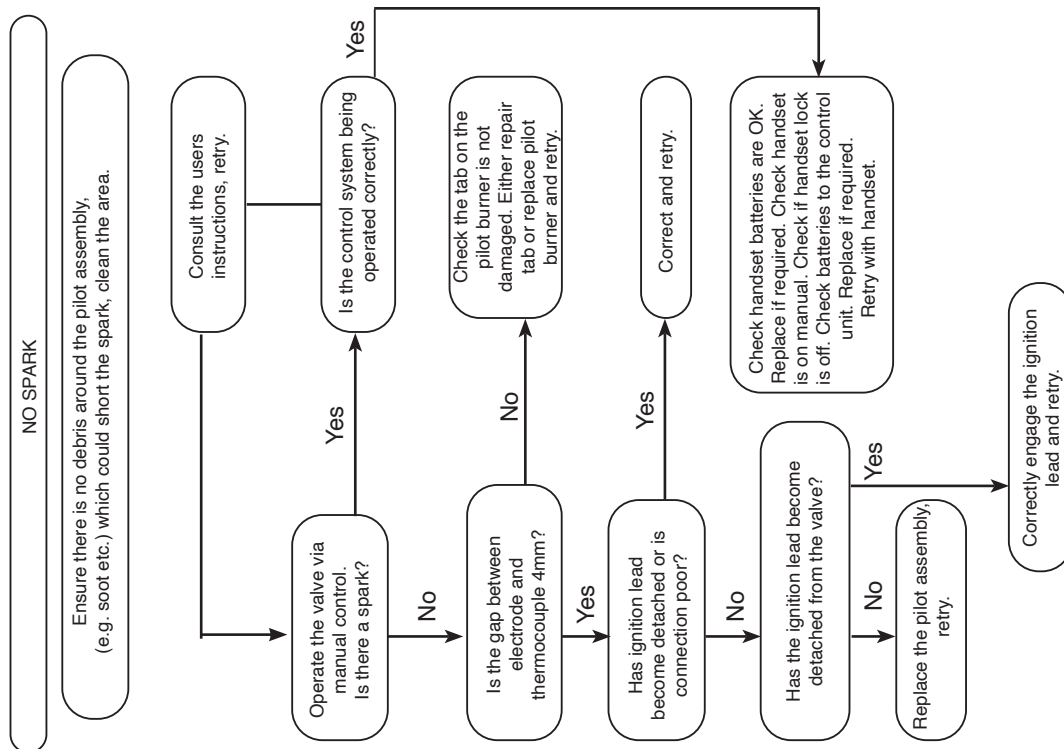 NO SPARK
Ensure there is no debris around the pilot assembly,
(e.g. soot etc.) which could short the spark, clean the area.
Consult the users
instructions, retry.
Operate the valve via
manual control.
Is there a spark?
Yes
Is the control system being
operated correctly?
Yes
No
Is the gap between
electrode and
thermocouple 4mm?
No
Check the tab on the
pilot burner is not
damaged. Either repair
tab or replace pilot
burner and retry.
Yes
Has ignition lead
become detached or is
connection poor?
Yes
Correct and retry.
No
Has the ignition lead become
detached from the valve?
Check handset batteries are OK.
Replace if required. Check handset
is on manual. Check if handset lock
is off. Check batteries to the control
unit. Replace if required.
Retry with handset.
No
Yes
Replace the pilot assembly,
retry.
Correctly engage the ignition
lead and retry.